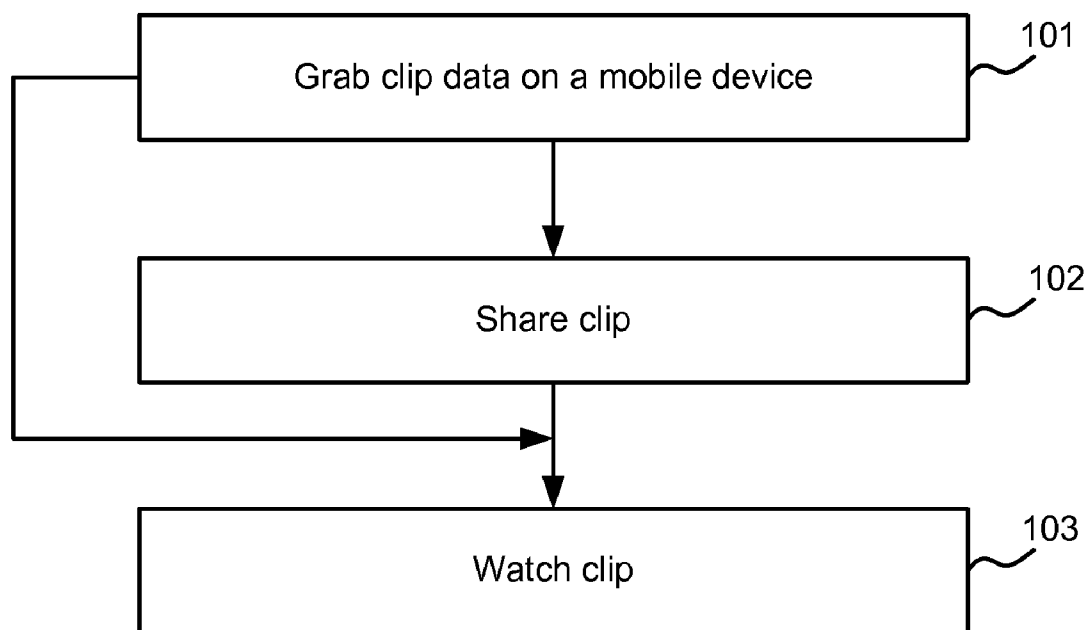 101
Grab clip data on a mobile device
102
Share clip
103
Watch clip